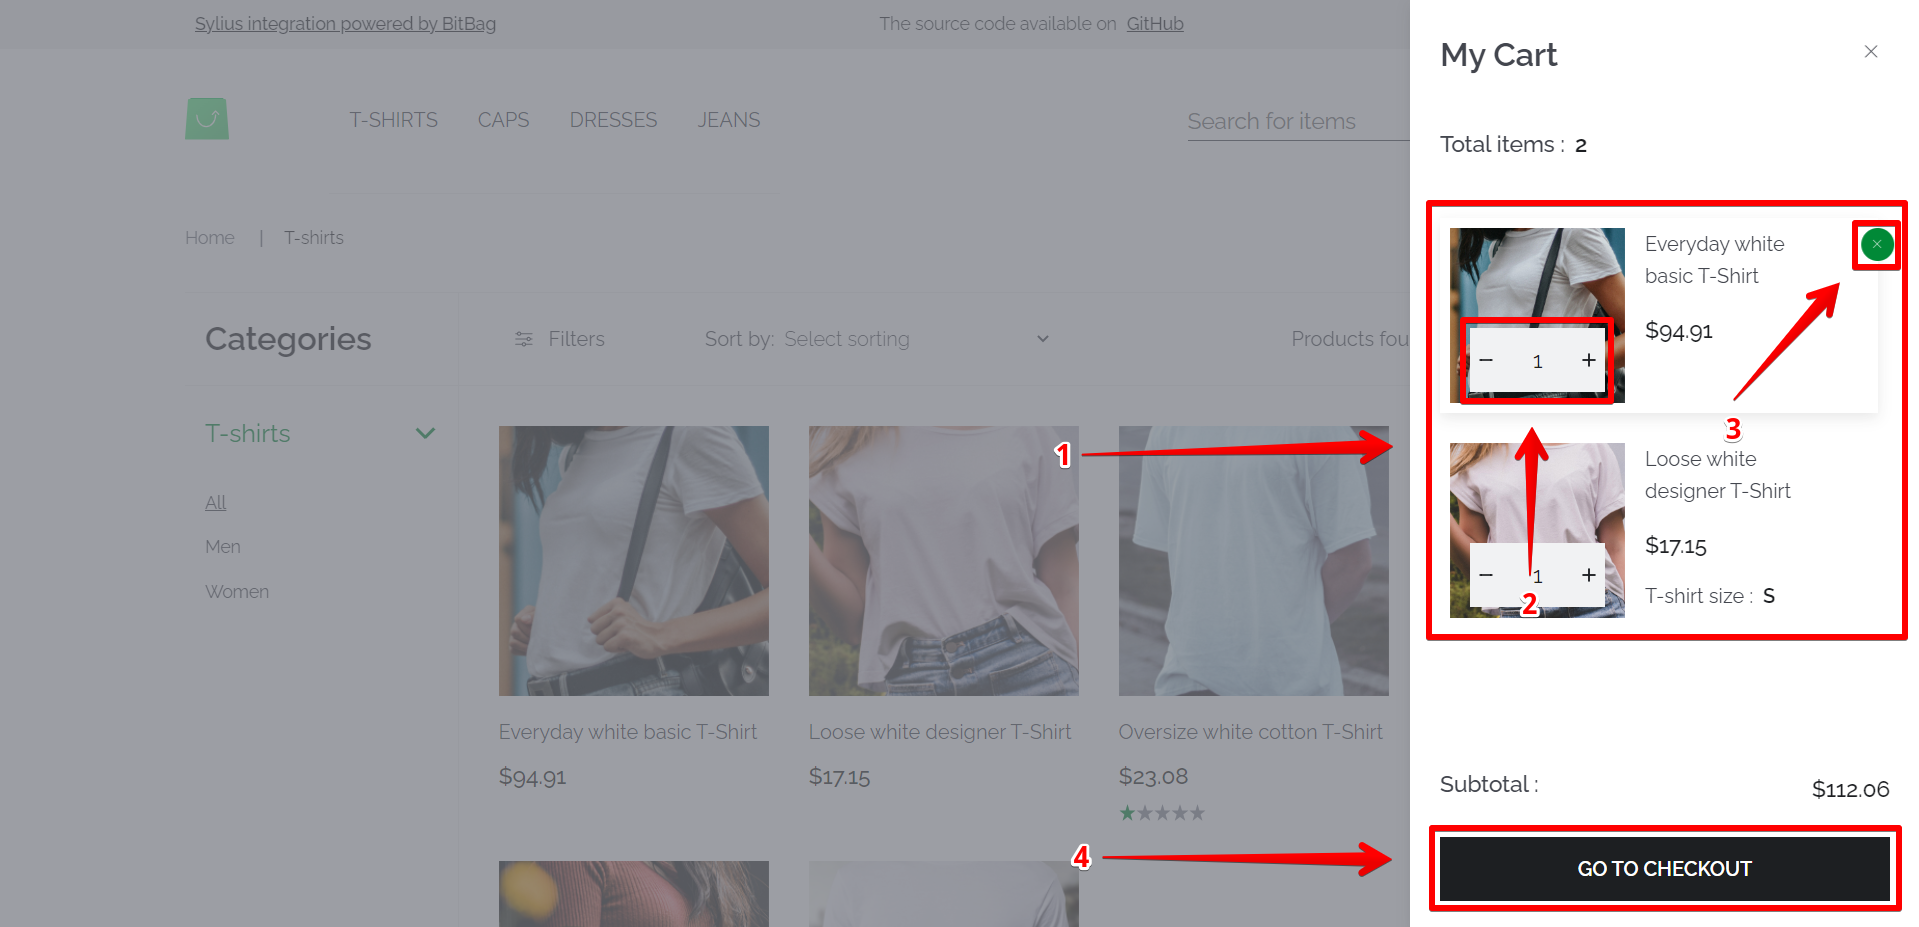 Sylius integration powered by BitBag
The source code available on GitHub
T-SHIRTS CAPS DRESSES JEANS
Search for items
Home | T-shirts
Categories
Filters
Sort by: Select sorting
Products fou
T-shirts
All
Men
Women
Everyday white basic T-Shirt
$94.91
Loose white designer T-Shirt
$17.15
Oversize white cotton T-Shirt
$23.08
My Cart
Total items : 2
Everyday white
basic T-Shirt
$94.91
− 1 +
Loose white
designer T-Shirt
$17.15
− 1 +
T-shirt size : S
1
2
3
4
Subtotal :
$112.06
GO TO CHECKOUT